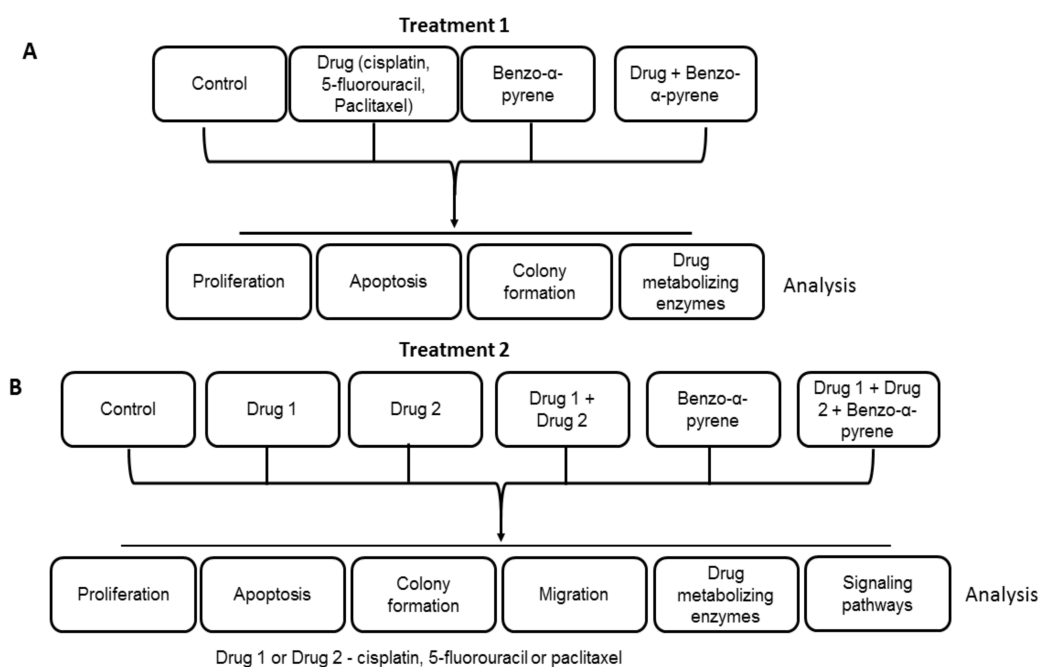 Treatment 1
A
Control
Drug (cisplatin,
5-fluorouracil,
Paclitaxel)
Benzo-α-
pyrene
Drug + Benzo-
α-pyrene
Proliferation
Apoptosis
Colony
formation
Drug
metabolizing
enzymes
Analysis
Treatment 2
B
Control
Drug 1
Drug 2
Drug 1 +
Drug 2
Benzo-α-
pyrene
Drug 1 + Drug
2 + Benzo-α-
pyrene
Proliferation
Apoptosis
Colony
formation
Migration
Drug
metabolizing
enzymes
Signaling
pathways
Analysis
Drug 1 or Drug 2 - cisplatin, 5-fluorouracil or paclitaxel